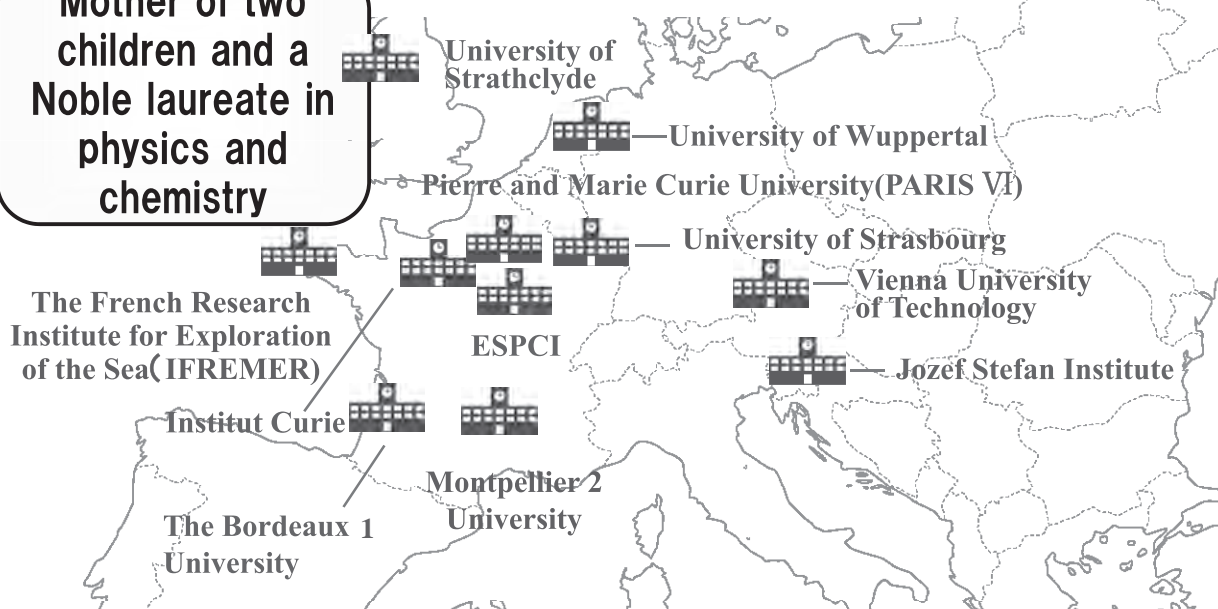 Mother of two
children and a
Noble laureate in
physics and
chemistry
University of
Strathclyde
University of Wuppertal
Pierre and Marie Curie University(PARIS Ⅵ)
University of Strasbourg
Vienna University
of Technology
The French Research
Institute for Exploration
of the Sea(IFREMER)
ESPCI
Jozef Stefan Institute
Institut Curie
Montpellier 2
University
The Bordeaux 1
University